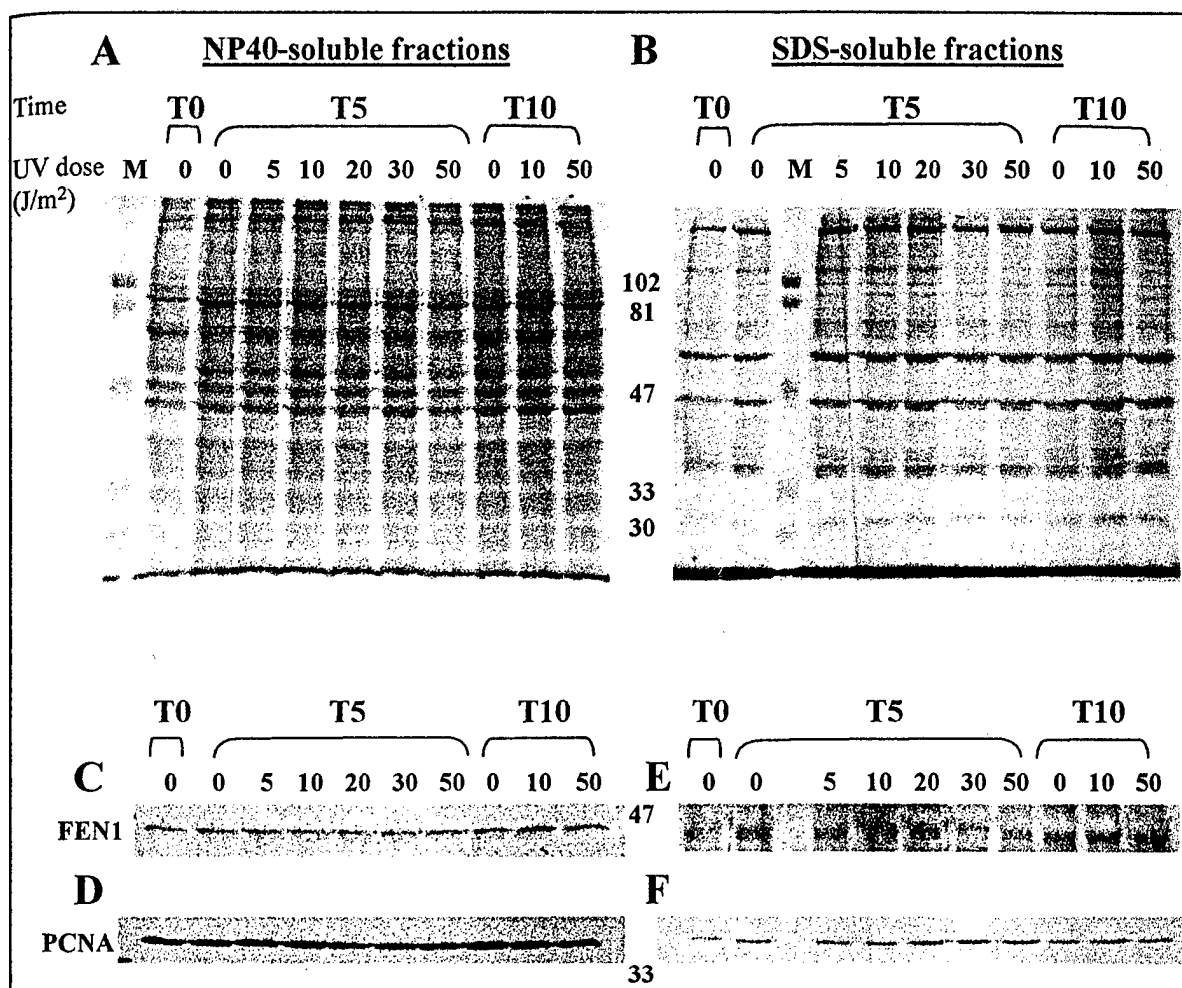 A NP40-soluble fractions
B SDS-soluble fractions
Time T0 T5 T10
T0 T5 T10
UV dose M 0 0 5 10 20 30 50 0 10 50
(J/m²)
0 0 M 5 10 20 30 50 0 10 50
102
81
47
33
30
T0 T5 T10
T0 T5 T10
C 0 0 5 10 20 30 50 0 10 50
E 0 0 5 10 20 30 50 0 10 50
FEN1
47
D
F
PCNA
33